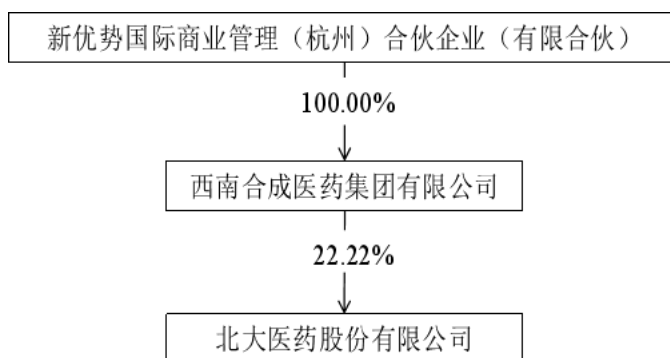 新优势国际商业管理（杭州）合伙企业（有限合伙）
100.00%
西南合成医药集团有限公司
22.22%
北大医药股份有限公司